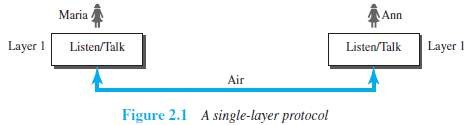 Maria Ann
Layer 1 Listen/Talk Listen/Talk Layer 1
Air
Figure 2.1 A single-layer protocol